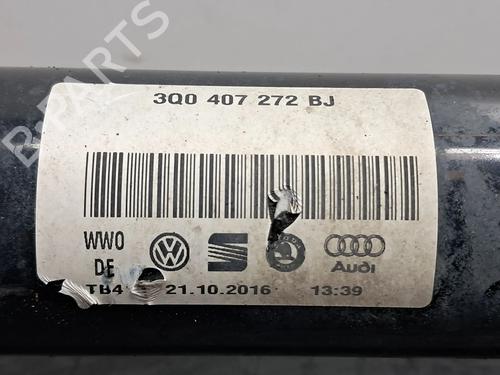 B-PARTS
3Q0 407 272 BJ
WWO
DE
Audi
TB4 21.10.2016 13:39